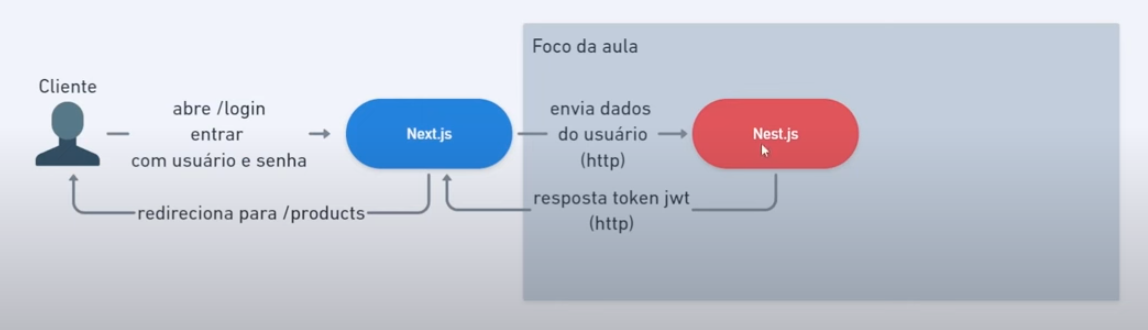 Foco da aula
Cliente
abre /login
entrar
com usuário e senha
Next.js
envia dados
do usuário
(http)
Nest.js
redireciona para /products
resposta token jwt
(http)